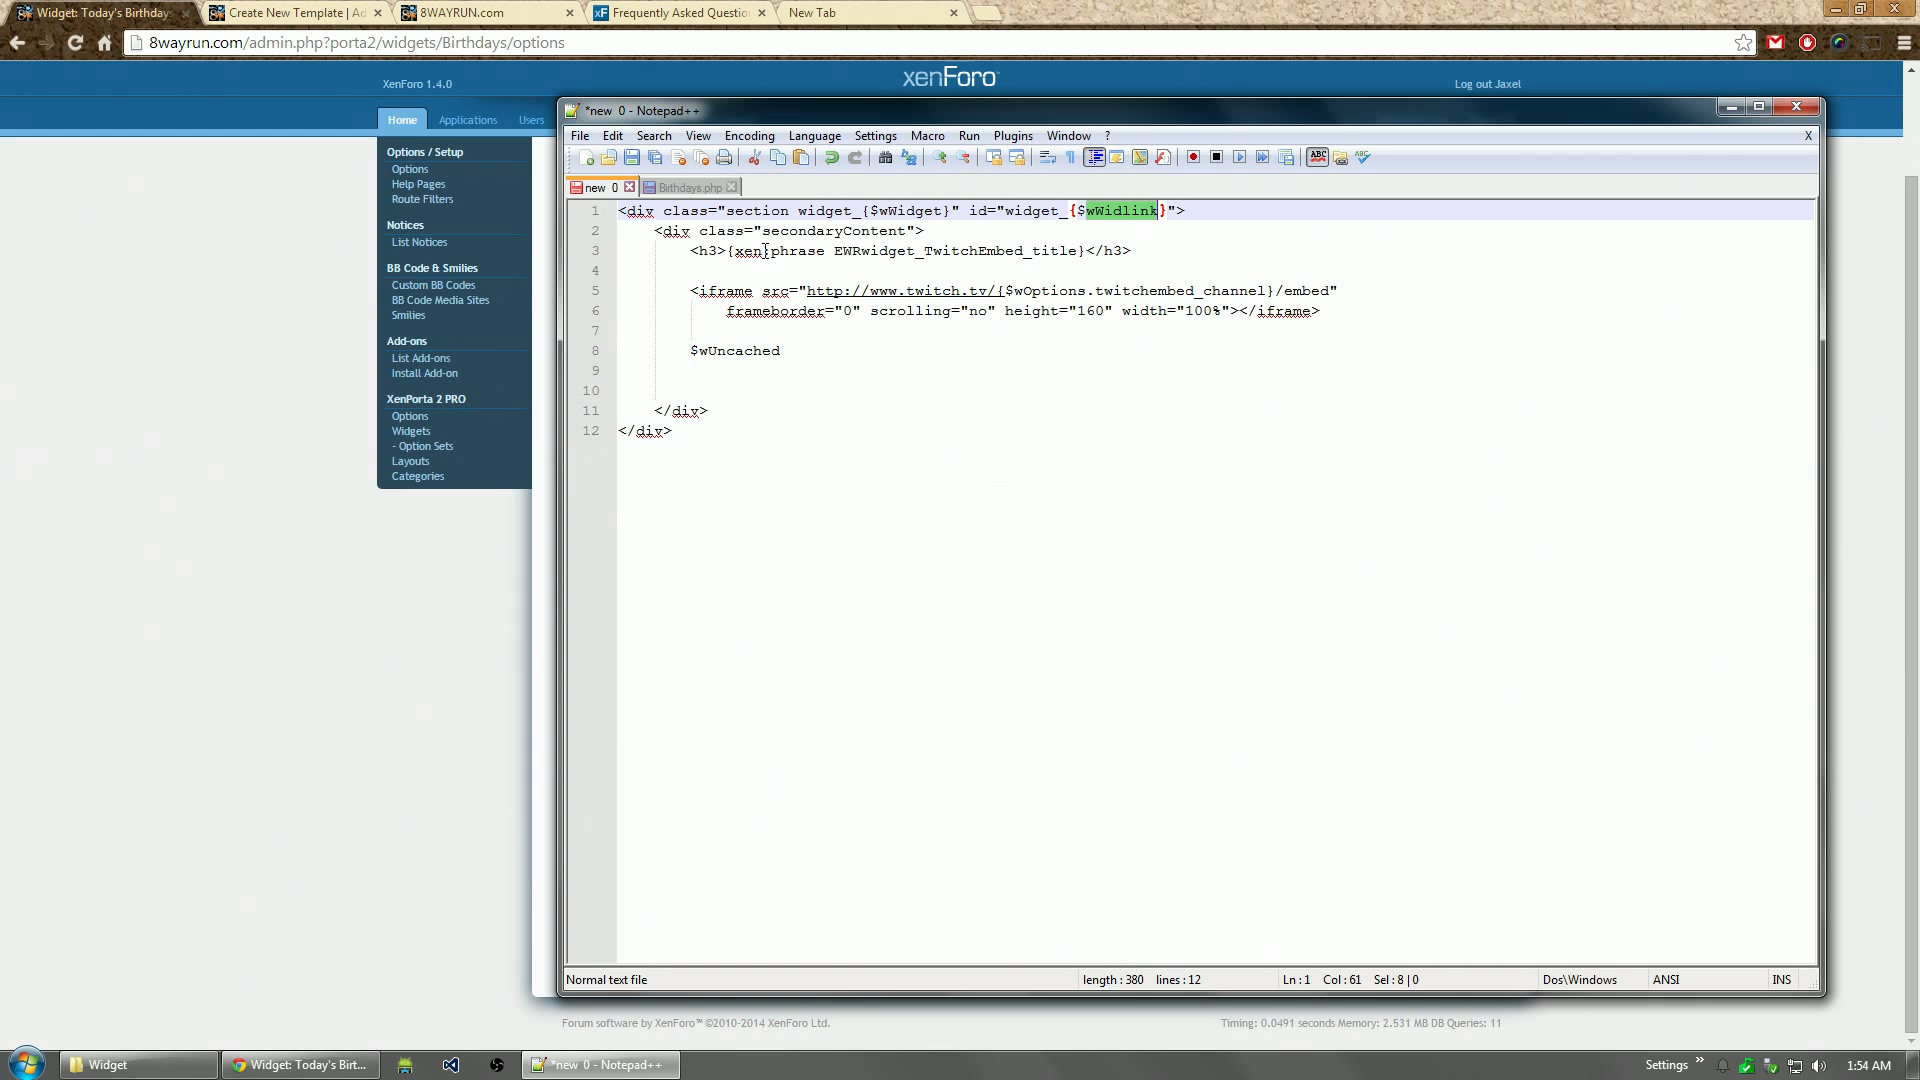 Widget: Today's Birthdays
Create New Template | Ad
8WAYRUN.com
Frequently Asked Questio
New Tab
8wayrun.com/admin.php?porta2/widgets/Birthdays/options
XenForo 1.4.0
xenForo
Log out Jaxel
Home
Applications
Users
Options / Setup
Options
Help Pages
Route Filters
Notices
List Notices
BB Code & Smilies
Custom BB Codes
BB Code Media Sites
Smilies
Add-ons
List Add-ons
Install Add-on
XenPorta 2 PRO
Options
Widgets
- Option Sets
Layouts
Categories
*new 0 - Notepad++
File Edit Search View Encoding Language Settings Macro Run Plugins Window ? X
new 0
Birthdays.php
1 <div class="section widget_{$wWidget}" id="widget_{$wWidlink}">
2 <div class="secondaryContent">
3 <h3>{xen:phrase EWRwidget_TwitchEmbed_title}</h3>
4
5 <iframe src="http://www.twitch.tv/{$wOptions.twitchembed_channel}/embed"
6 frameborder="0" scrolling="no" height="160" width="100%"></iframe>
7
8 $wUncached
9
10
11 </div>
12 </div>
Normal text file
length : 380 lines : 12
Ln : 1 Col : 61 Sel : 8 | 0
Dos\Windows
ANSI
INS
Forum software by XenForo™ ©2010-2014 XenForo Ltd.
Timing: 0.0491 seconds Memory: 2.531 MB DB Queries: 11
Widget
Widget: Today's Birt...
*new 0 - Notepad++
Settings
1:54 AM